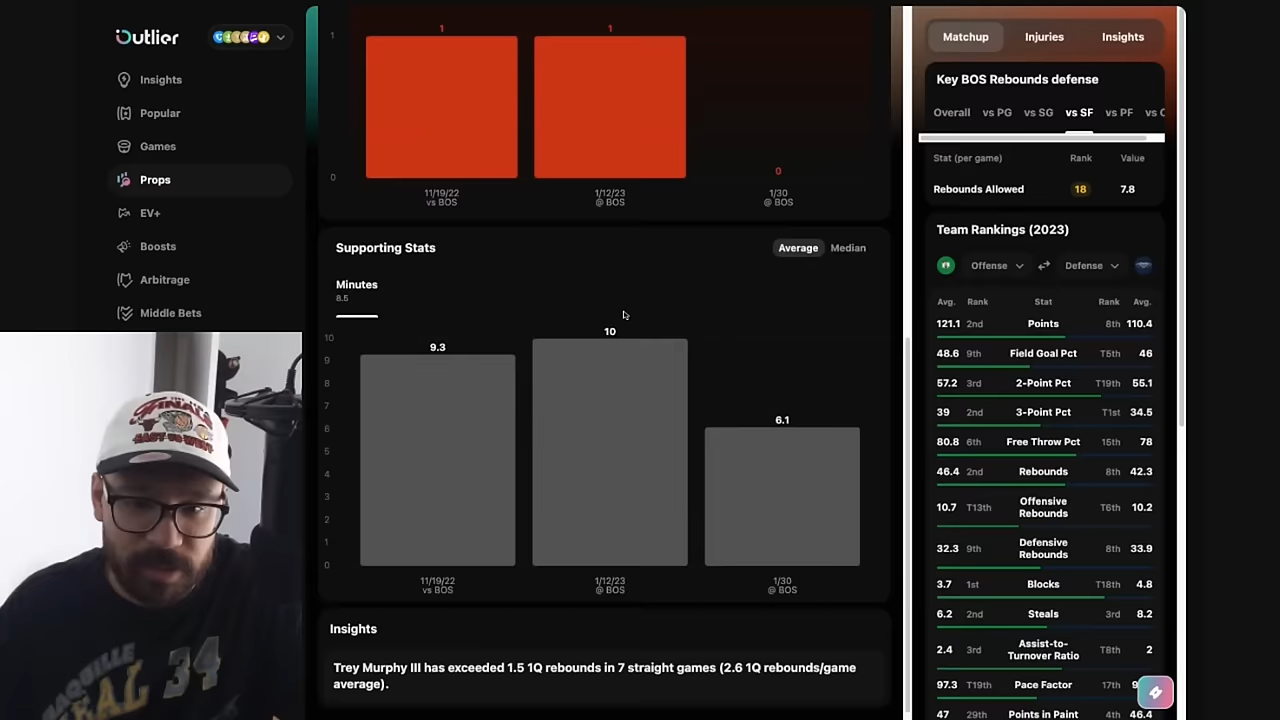 Outlier
Insights
Popular
Games
Props
EV+
Boosts
Arbitrage
Middle Bets
1
1
1
0
0
11/19/22
vs BOS
1/12/23
@ BOS
1/30
@ BOS
Supporting Stats
Average
Median
Minutes
8.5
10
9
8
7
6
5
4
3
2
1
0
9.3
10
6.1
11/19/22
vs BOS
1/12/23
@ BOS
1/30
@ BOS
Insights
Trey Murphy III has exceeded 1.5 1Q rebounds in 7 straight games (2.6 1Q rebounds/game
average).
Matchup Injuries Insights
Key BOS Rebounds defense
Overall vs PG vs SG vs SF vs PF vs C
Stat (per game) Rank Value
Rebounds Allowed 18 7.8
Team Rankings (2023)
Offense Defense
Avg. Rank Stat Rank Avg.
121.1 2nd Points 8th 110.4
48.6 9th Field Goal Pct T5th 46
57.2 3rd 2-Point Pct T19th 55.1
39 2nd 3-Point Pct T1st 34.5
80.8 6th Free Throw Pct 15th 78
46.4 2nd Rebounds 8th 42.3
10.7 T13th Offensive Rebounds T6th 10.2
32.3 9th Defensive Rebounds 8th 33.9
3.7 1st Blocks T18th 4.8
6.2 2nd Steals 3rd 8.2
2.4 3rd Assist-to-Turnover Ratio T8th 2
97.3 T19th Pace Factor 17th
47 29th Points in Paint 4th 46.4
FINALS
EAST VS WEST
SHAQUILLE
O'NEAL 34